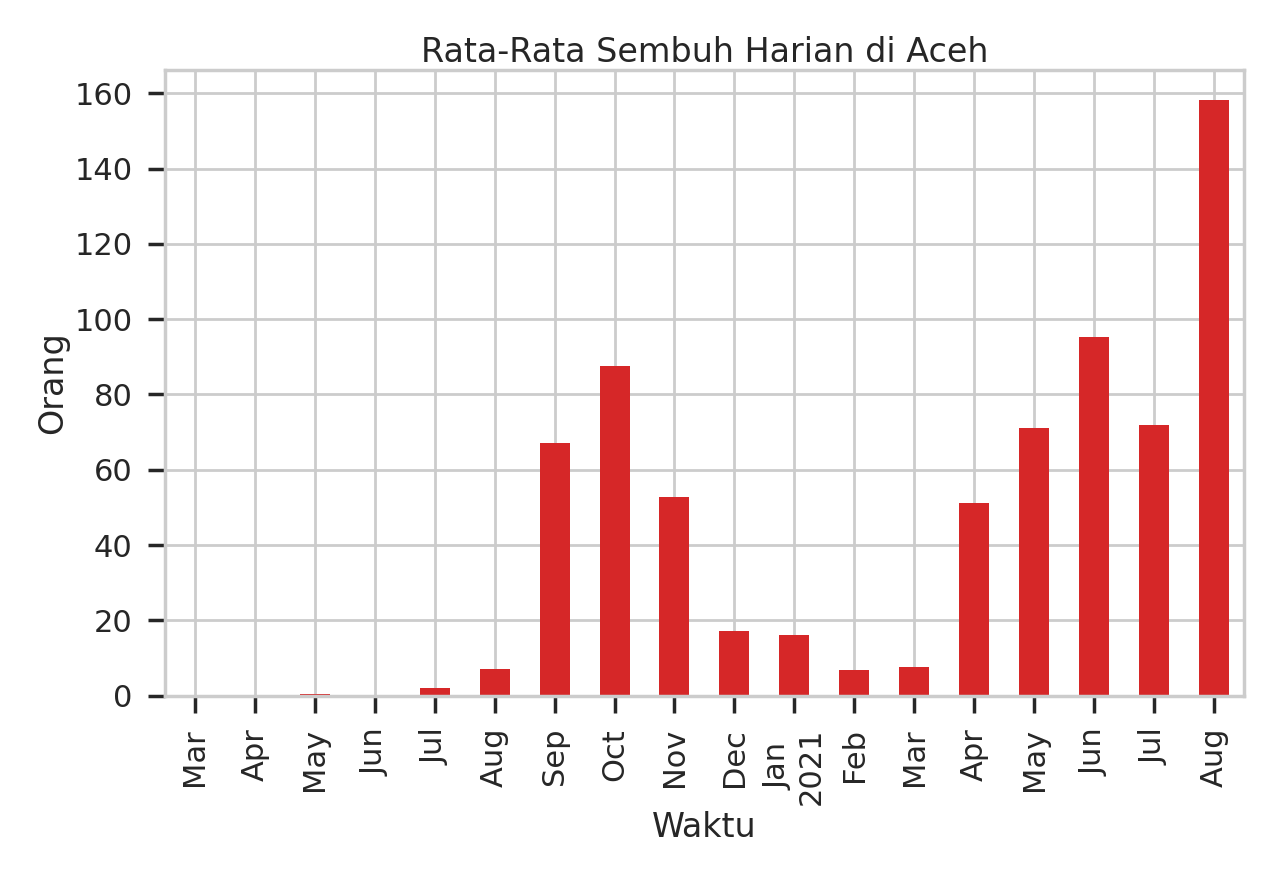 Rata-Rata Sembuh Harian di Aceh
160
140
120
100
80
60
40
20
0
Orang
Mar
Apr
May
Jun
Jul
Aug
Sep
Oct
Nov
Dec
Jan
2021
Feb
Mar
Apr
May
Jun
Jul
Aug
Waktu